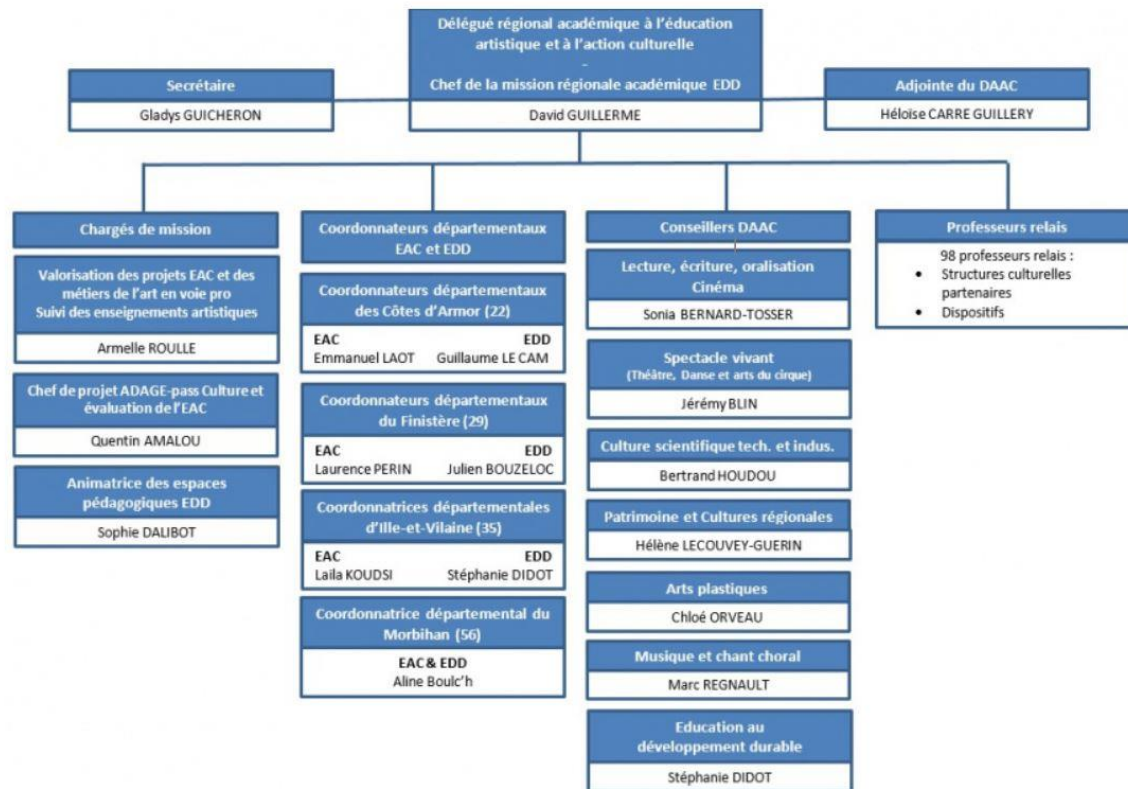 Délégué régional académique à l'éducation
artistique et à l'action culturelle
-
Chef de la mission régionale académique EDD
David GUILLERME
Secrétaire
Gladys GUICHERON
Adjointe du DAAC
Héloïse CARRE GUILLERY
Chargés de mission
Valorisation des projets EAC et des
métiers de l'art en voie pro
Suivi des enseignements artistiques
Armelle ROULLE
Chef de projet ADAGE-pass Culture et
évaluation de l'EAC
Quentin AMALOU
Animatrice des espaces
pédagogiques EDD
Sophie DALIBOT
Coordonnateurs départementaux
EAC et EDD
Coordonnateurs départementaux
des Côtes d'Armor (22)
EAC EDD
Emmanuel LAOT Guillaume LE CAM
Coordonnateurs départementaux
du Finistère (29)
EAC EDD
Laurence PERIN Julien BOUZELOC
Coordonnatrices départementales
d'Ille-et-Vilaine (35)
EAC EDD
Laila KOUDSI Stéphanie DIDOT
Coordonnatrice départemental du
Morbihan (56)
EAC & EDD
Aline Boulc'h
Conseillers DAAC
Lecture, écriture, oralisation
Cinéma
Sonia BERNARD-TOSSER
Spectacle vivant
(Théâtre, Danse et arts du cirque)
Jérémy BLIN
Culture scientifique tech. et indus.
Bertrand HOUDOU
Patrimoine et Cultures régionales
Hélène LECOUVEY-GUERIN
Arts plastiques
Chloé ORVEAU
Musique et chant choral
Marc REGNAULT
Education au
développement durable
Stéphanie DIDOT
Professeurs relais
98 professeurs relais :
• Structures culturelles
partenaires
• Dispositifs